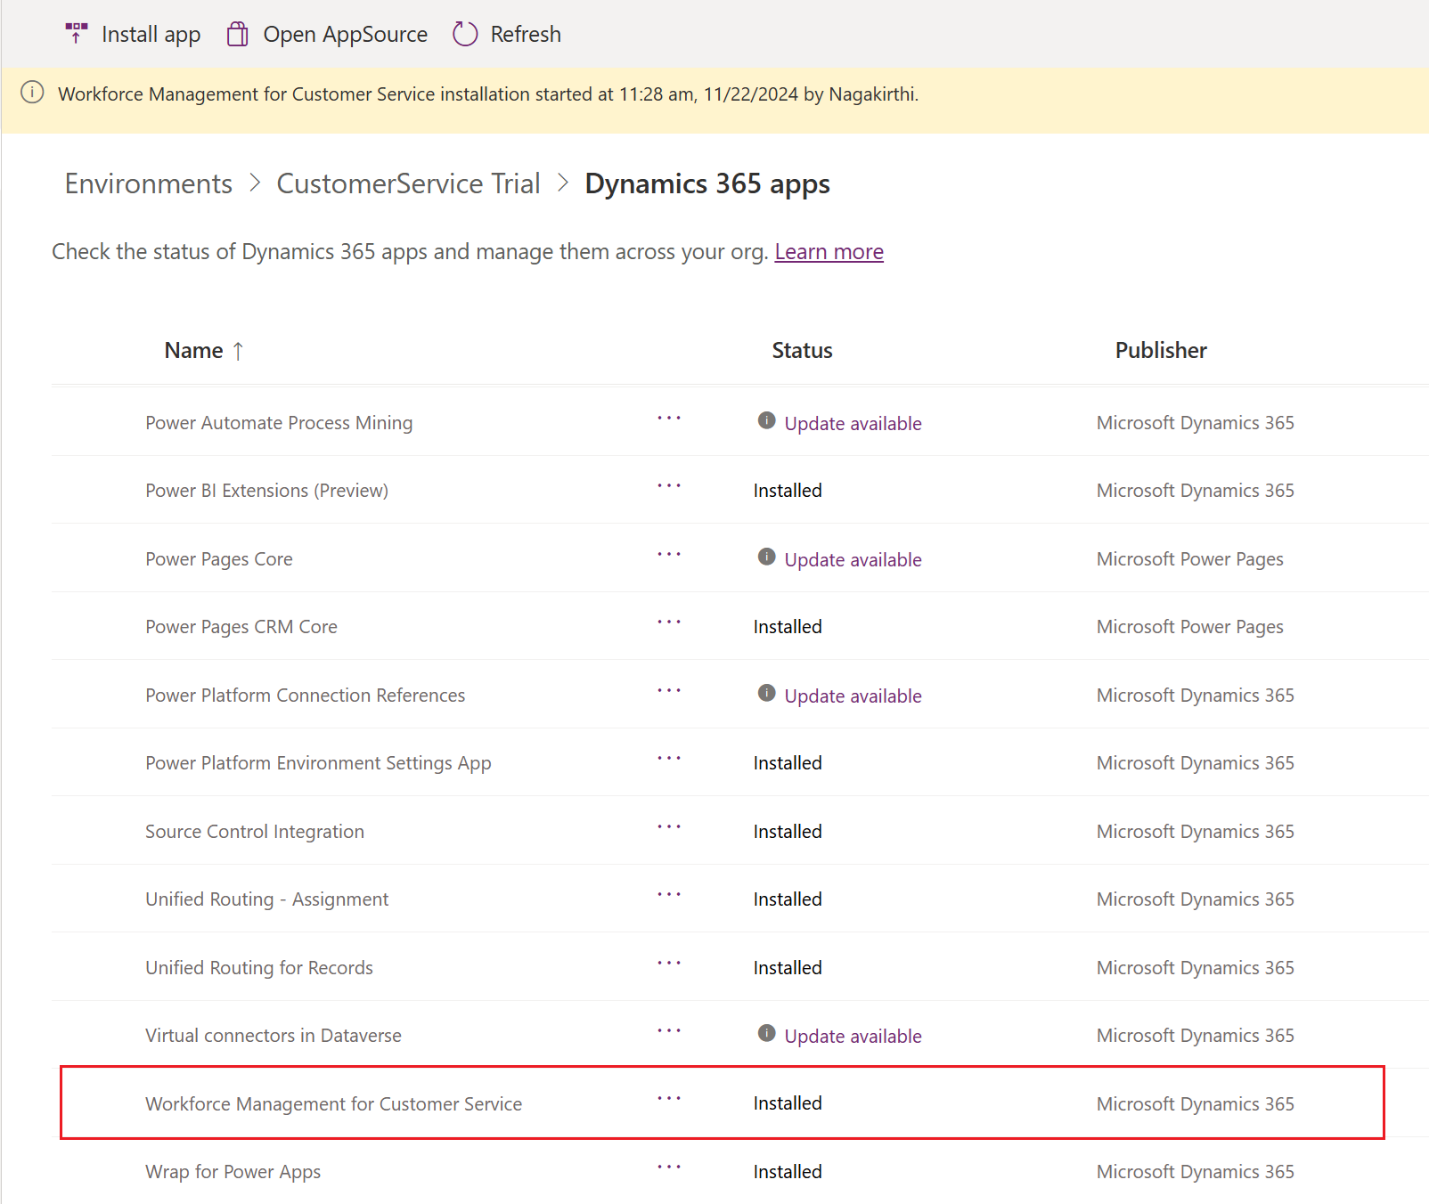 Install app Open AppSource Refresh
Workforce Management for Customer Service installation started at 11:28 am, 11/22/2024 by Nagakirthi.
Environments > CustomerService Trial > Dynamics 365 apps
Check the status of Dynamics 365 apps and manage them across your org. Learn more
Name ↑ Status Publisher
Power Automate Process Mining ... Update available Microsoft Dynamics 365
Power BI Extensions (Preview) ... Installed Microsoft Dynamics 365
Power Pages Core ... Update available Microsoft Power Pages
Power Pages CRM Core ... Installed Microsoft Power Pages
Power Platform Connection References ... Update available Microsoft Dynamics 365
Power Platform Environment Settings App ... Installed Microsoft Dynamics 365
Source Control Integration ... Installed Microsoft Dynamics 365
Unified Routing - Assignment ... Installed Microsoft Dynamics 365
Unified Routing for Records ... Installed Microsoft Dynamics 365
Virtual connectors in Dataverse ... Update available Microsoft Dynamics 365
Workforce Management for Customer Service ... Installed Microsoft Dynamics 365
Wrap for Power Apps ... Installed Microsoft Dynamics 365